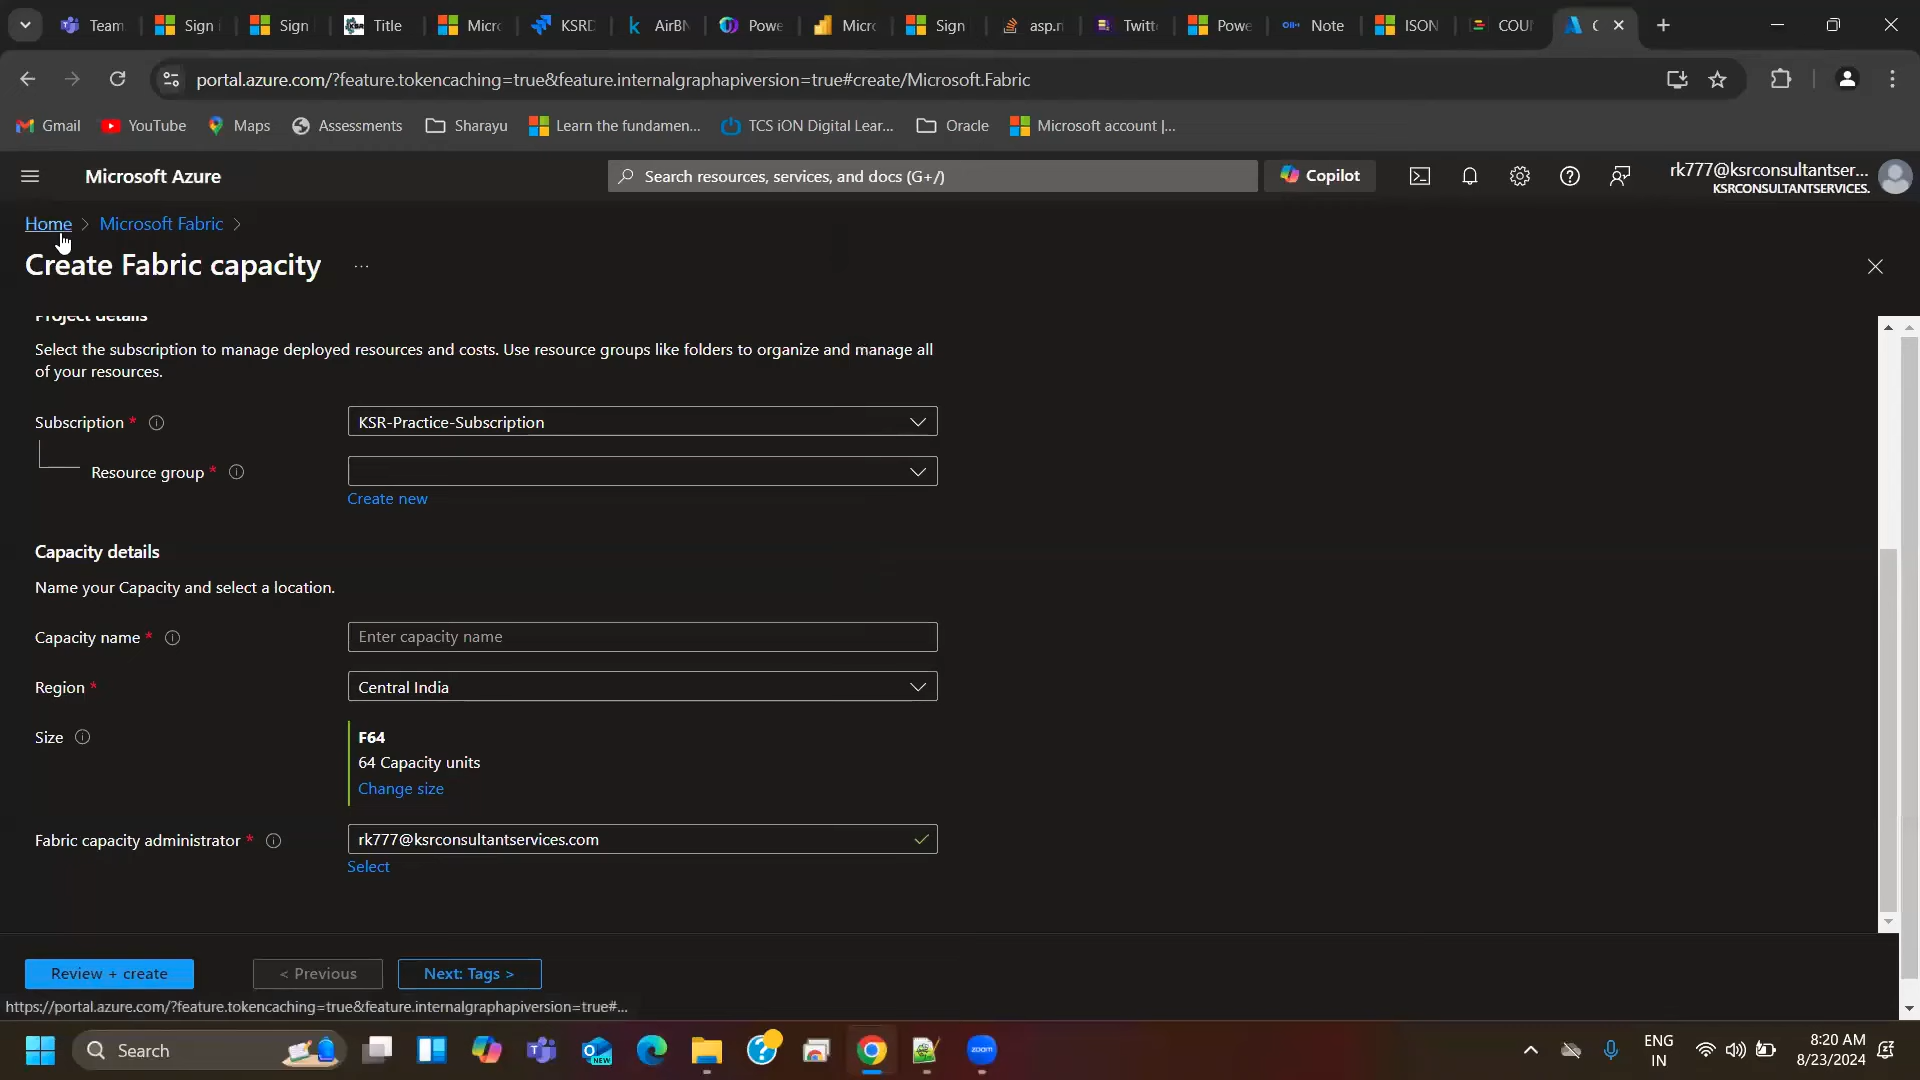 Team
Sign
Sign
Title
Micro
KSRD
AirBN
Powe
Micro
Sign
asp.n
Twitt
Powe
Note
ISON
COU
portal.azure.com/?feature.tokencaching=true&feature.internalgraphapiversion=true#create/Microsoft.Fabric
Gmail
YouTube
Maps
Assessments
Sharayu
Learn the fundamen...
TCS iON Digital Lear...
Oracle
Microsoft account |...
Microsoft Azure
Search resources, services, and docs (G+/)
Copilot
rk777@ksrconsultantser...
KSRCONSULTANTSERVICES.
Home > Microsoft Fabric >
Create Fabric capacity ...
Project details
Select the subscription to manage deployed resources and costs. Use resource groups like folders to organize and manage all
of your resources.
Subscription *
KSR-Practice-Subscription
Resource group *
Create new
Capacity details
Name your Capacity and select a location.
Capacity name *
Enter capacity name
Region *
Central India
Size
F64
64 Capacity units
Change size
Fabric capacity administrator *
rk777@ksrconsultantservices.com
Select
Review + create
< Previous
Next: Tags >
https://portal.azure.com/?feature.tokencaching=true&feature.internalgraphapiversion=true#...
Search
NEW
zoom
ENG
IN
8:20 AM
8/23/2024